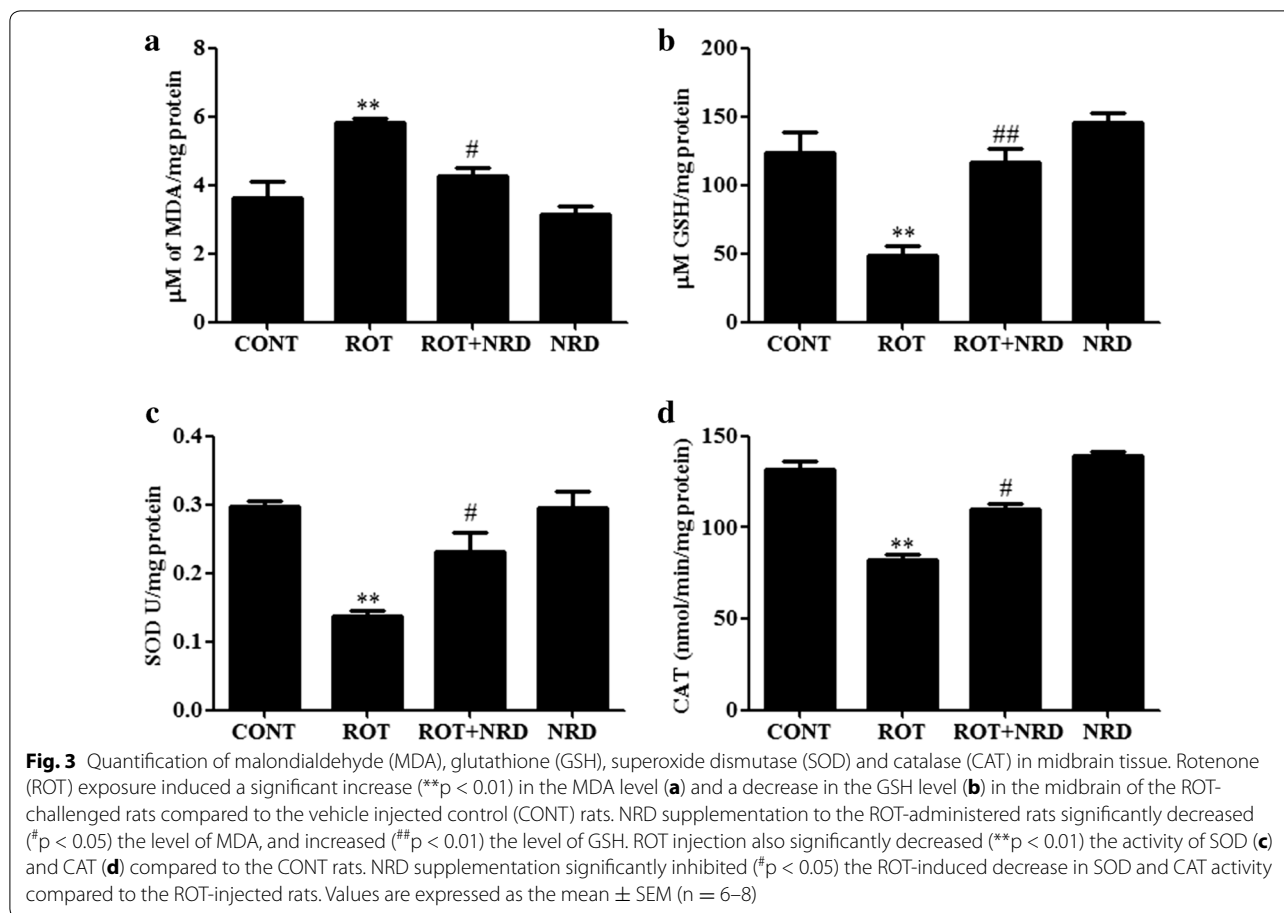 a
b
8
6
4
2
0
µM of MDA/mg protein
**
#
CONT ROT ROT+NRD NRD
200
150
100
50
0
µM GSH/mg protein
**
##
CONT ROT ROT+NRD NRD
c
d
0.4
0.3
0.2
0.1
0.0
SOD U/mg protein
**
#
CONT ROT ROT+NRD NRD
150
100
50
0
CAT (nmol/min/mg protein)
**
#
CONT ROT ROT+NRD NRD
Fig. 3 Quantification of malondialdehyde (MDA), glutathione (GSH), superoxide dismutase (SOD) and catalase (CAT) in midbrain tissue. Rotenone
(ROT) exposure induced a significant increase (**p < 0.01) in the MDA level (a) and a decrease in the GSH level (b) in the midbrain of the ROT-
challenged rats compared to the vehicle injected control (CONT) rats. NRD supplementation to the ROT-administered rats significantly decreased
(#p < 0.05) the level of MDA, and increased (##p < 0.01) the level of GSH. ROT injection also significantly decreased (**p < 0.01) the activity of SOD (c)
and CAT (d) compared to the CONT rats. NRD supplementation significantly inhibited (#p < 0.05) the ROT-induced decrease in SOD and CAT activity
compared to the ROT-injected rats. Values are expressed as the mean ± SEM (n = 6–8)